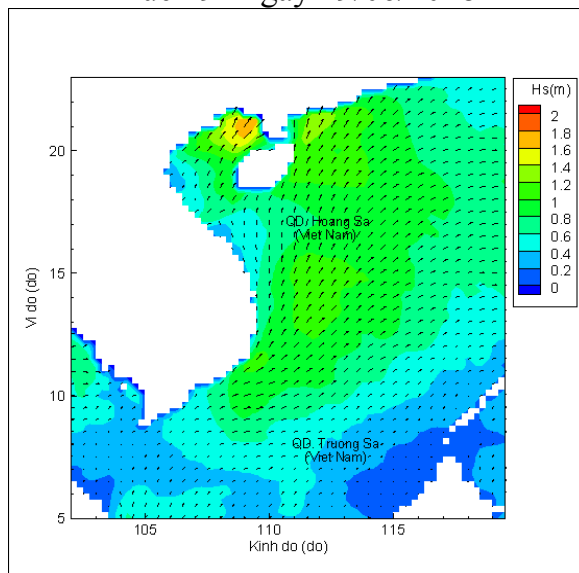 Hs(m)
2
1.8
1.6
1.4
1.2
1
0.8
0.6
0.4
0.2
0
QD. Hoang Sa
(Viet Nam)
QD. Truong Sa
(Viet Nam)
Vi do (do)
20
15
10
5
105
110
115
Kinh do (do)